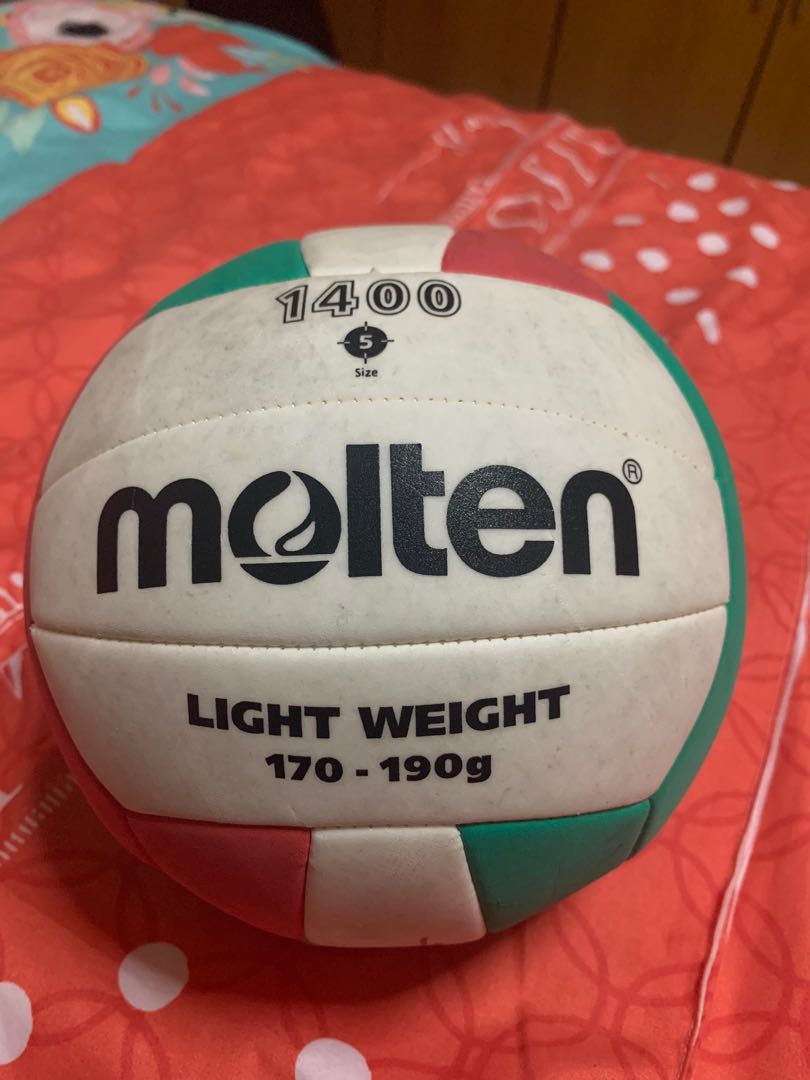 1400
5
Size
molten®
LIGHT WEIGHT
170 - 190g